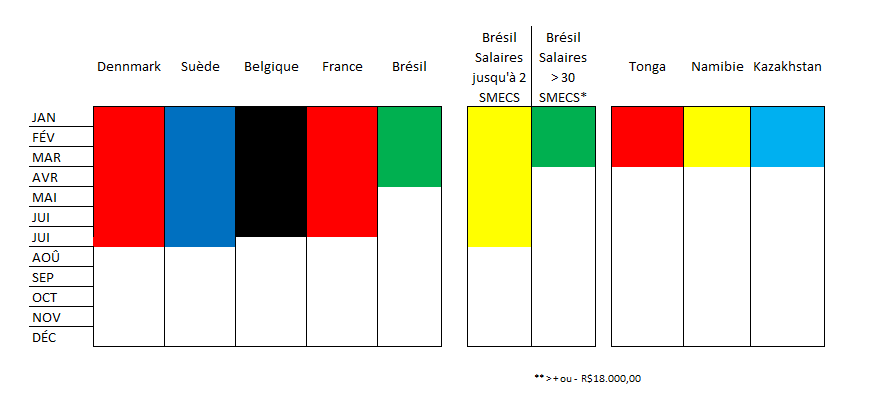 Brésil Brésil
Salaires Salaires
Dennmark Suède Belgique France Brésil jusqu'à 2 > 30 Tonga Namibie Kazakhstan
SMECS SMECS*
JAN
FÉV
MAR
AVR
MAI
JUI
JUI
AOÛ
SEP
OCT
NOV
DÉC
** > + ou - R$18.000,00